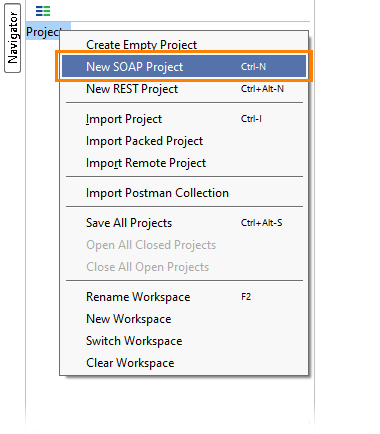 Navigator
Project
Create Empty Project
New SOAP Project Ctrl-N
New REST Project Ctrl+Alt-N
Import Project Ctrl-I
Import Packed Project
Import Remote Project
Import Postman Collection
Save All Projects Ctrl+Alt-S
Open All Closed Projects
Close All Open Projects
Rename Workspace F2
New Workspace
Switch Workspace
Clear Workspace